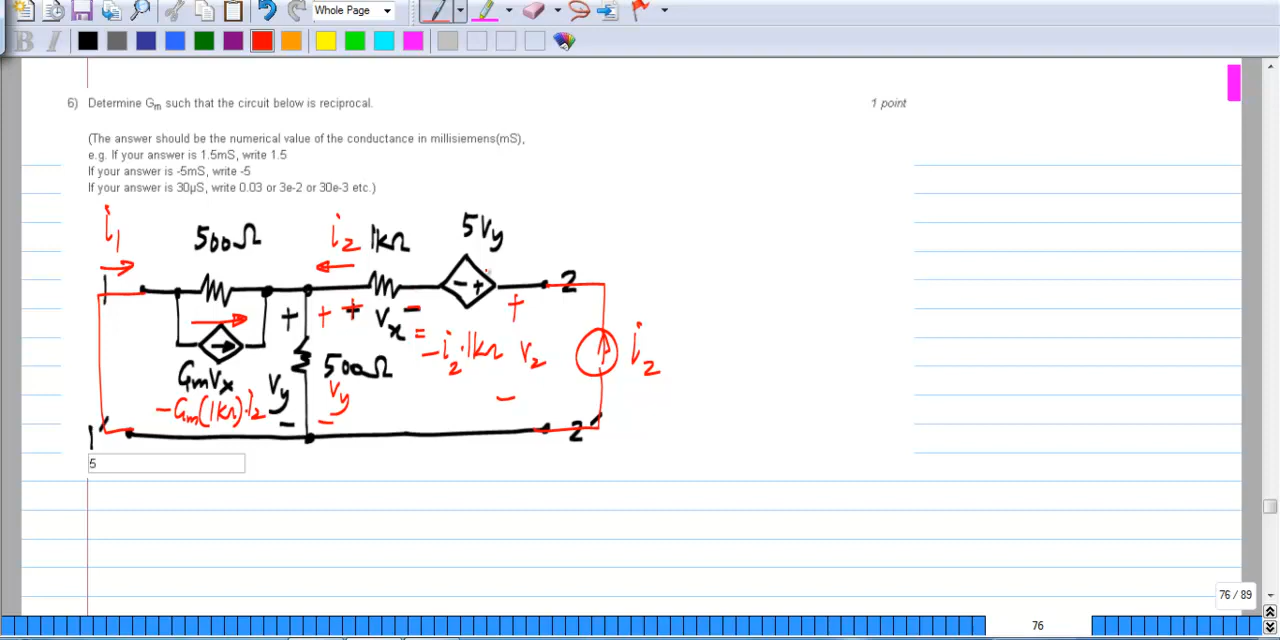 Whole Page
B I
6) Determine Gm such that the circuit below is reciprocal.
1 point
(The answer should be the numerical value of the conductance in millisiemens(mS),
e.g. If your answer is 1.5mS, write 1.5
If your answer is -5mS, write -5
If your answer is 30µS, write 0.03 or 3e-2 or 30e-3 etc.)
i1 500Ω i2 1kΩ 5Vy
1 - + 2
+ + + Vx - +
= -i2·1kΩ V2 i2
500Ω
GmVx Vy Vy
-Gm(1kΩ)·i2
- - -
1' 2'
5
76 / 89
76